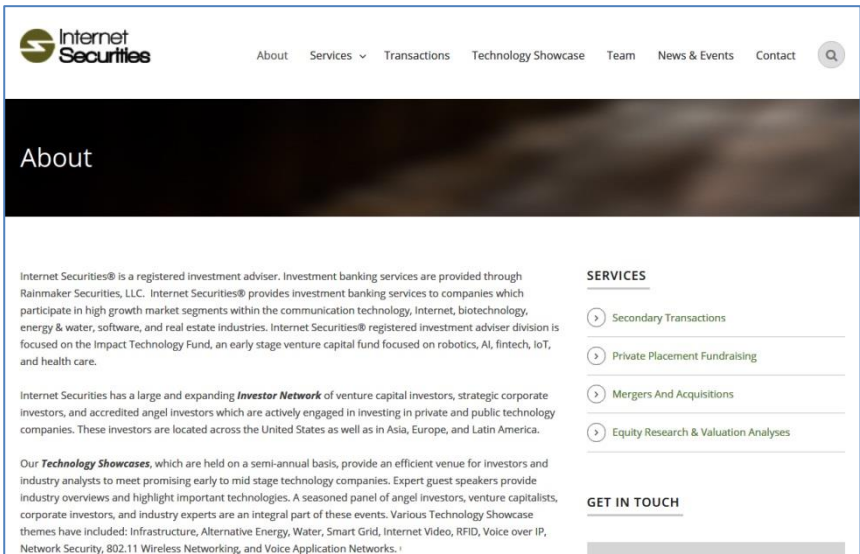 Internet
Securities
About Services Transactions Technology Showcase Team News & Events Contact
About
Internet Securities® is a registered investment adviser. Investment banking services are provided through
Rainmaker Securities, LLC. Internet Securities® provides investment banking services to companies which
participate in high growth market segments within the communication technology, Internet, biotechnology,
energy & water, software, and real estate industries. Internet Securities® registered investment adviser division is
focused on the Impact Technology Fund, an early stage venture capital fund focused on robotics, AI, fintech, IoT,
and health care.
Internet Securities has a large and expanding Investor Network of venture capital investors, strategic corporate
investors, and accredited angel investors which are actively engaged in investing in private and public technology
companies. These investors are located across the United States as well as in Asia, Europe, and Latin America.
Our Technology Showcases, which are held on a semi-annual basis, provide an efficient venue for investors and
industry analysts to meet promising early to mid stage technology companies. Expert guest speakers provide
industry overviews and highlight important technologies. A seasoned panel of angel investors, venture capitalists,
corporate investors, and industry experts are an integral part of these events. Various Technology Showcase
themes have included: Infrastructure, Alternative Energy, Water, Smart Grid, Internet Video, RFID, Voice over IP,
Network Security, 802.11 Wireless Networking, and Voice Application Networks.
SERVICES
Secondary Transactions
Private Placement Fundraising
Mergers And Acquisitions
Equity Research & Valuation Analyses
GET IN TOUCH